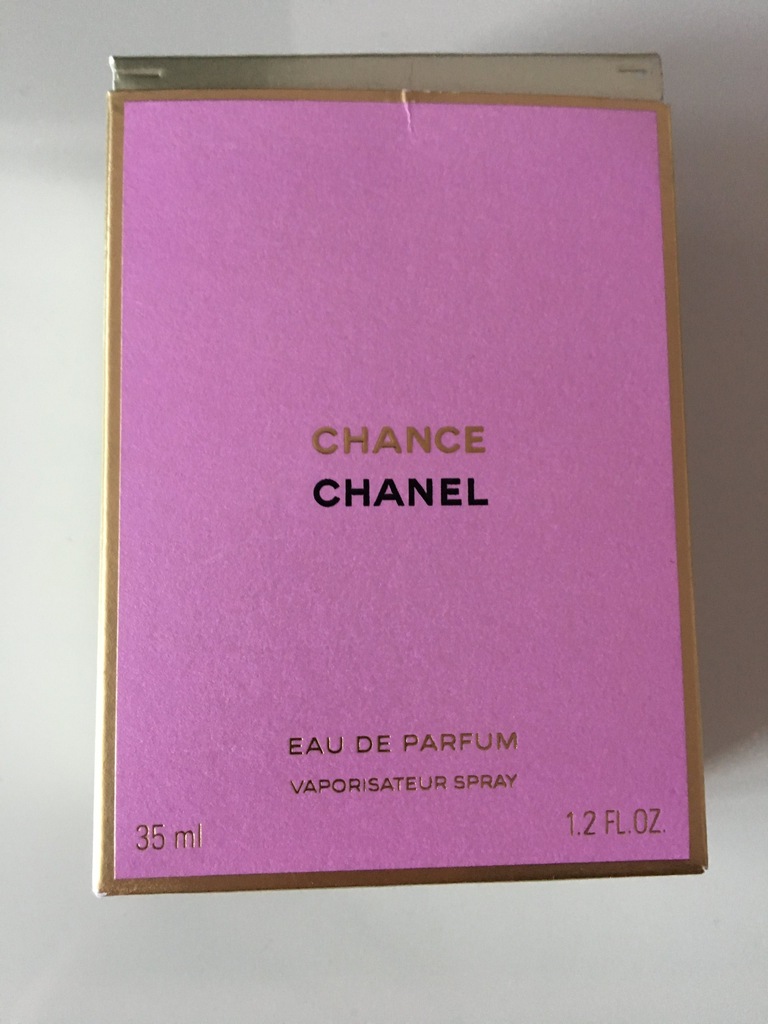 CHANCE
CHANEL
EAU DE PARFUM
VAPORISATEUR SPRAY
35 ml 1.2 FL.OZ.